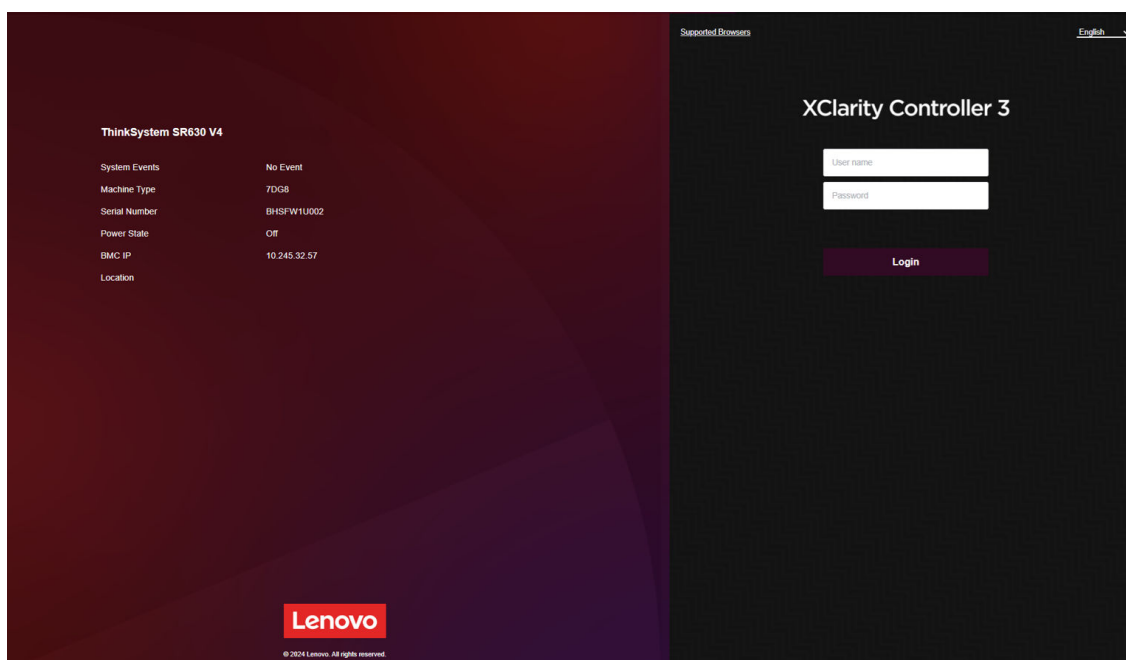 Supported Browsers
English
XClarity Controller 3
ThinkSystem SR630 V4
System Events No Event
Machine Type 7DG8
Serial Number BHSFW1U002
Power State Off
BMC IP 10.245.32.57
Location
User name
Password
Login
Lenovo
© 2024 Lenovo. All rights reserved.